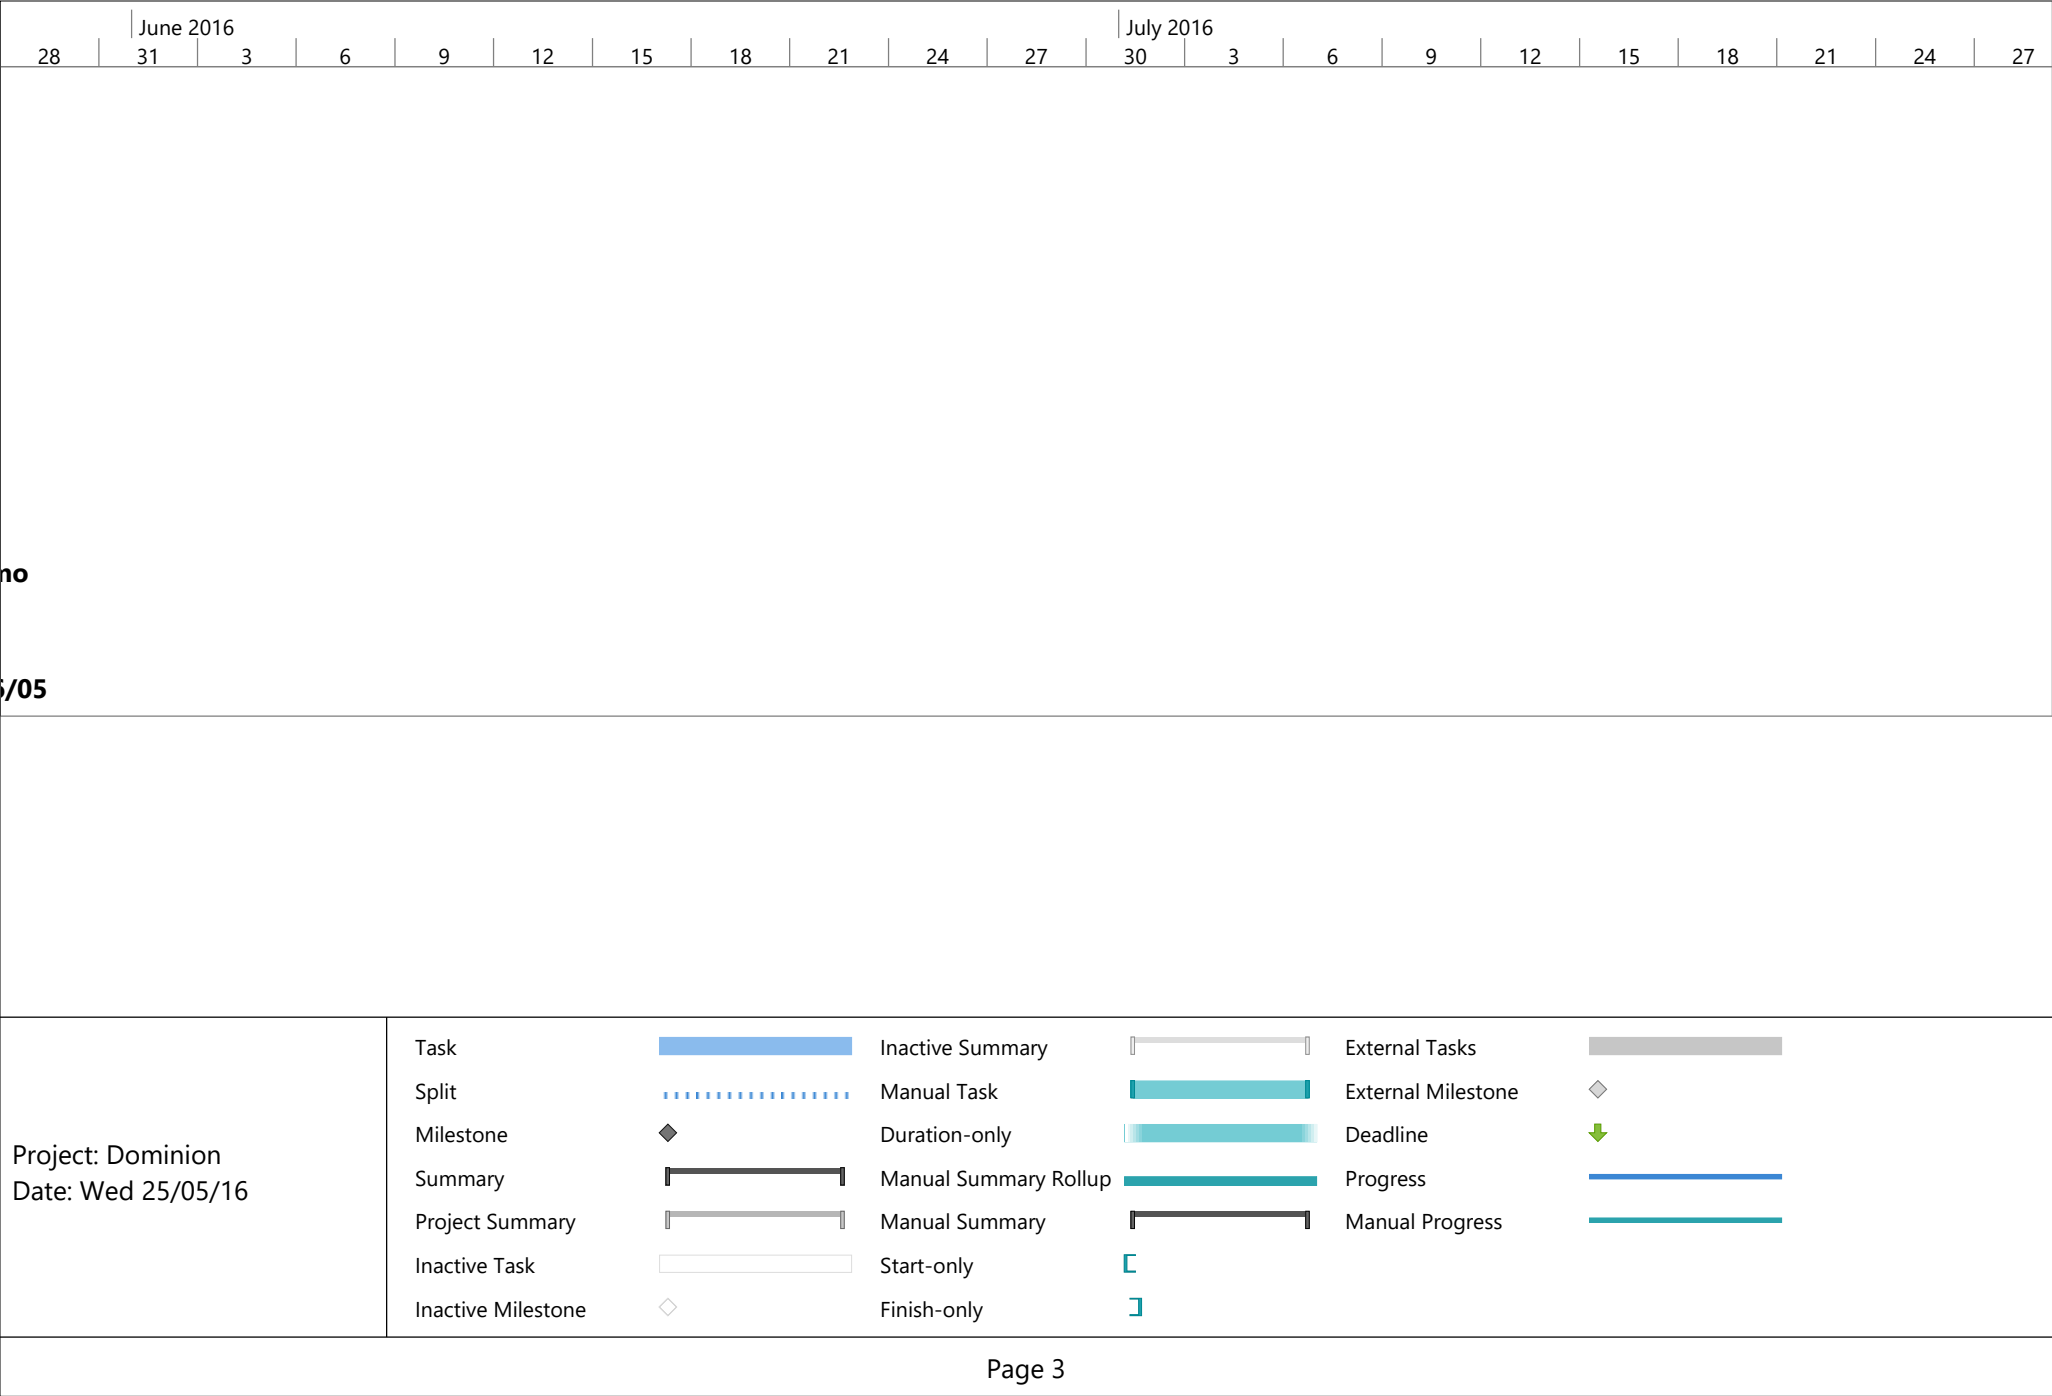 June 2016 July 2016
28 31 3 6 9 12 15 18 21 24 27 30 3 6 9 12 15 18 21 24 27
no
/05
Project: Dominion
Date: Wed 25/05/16
Task
Split
Milestone
Summary
Project Summary
Inactive Task
Inactive Milestone
Inactive Summary
Manual Task
Duration-only
Manual Summary Rollup
Manual Summary
Start-only
Finish-only
External Tasks
External Milestone
Deadline
Progress
Manual Progress
Page 3